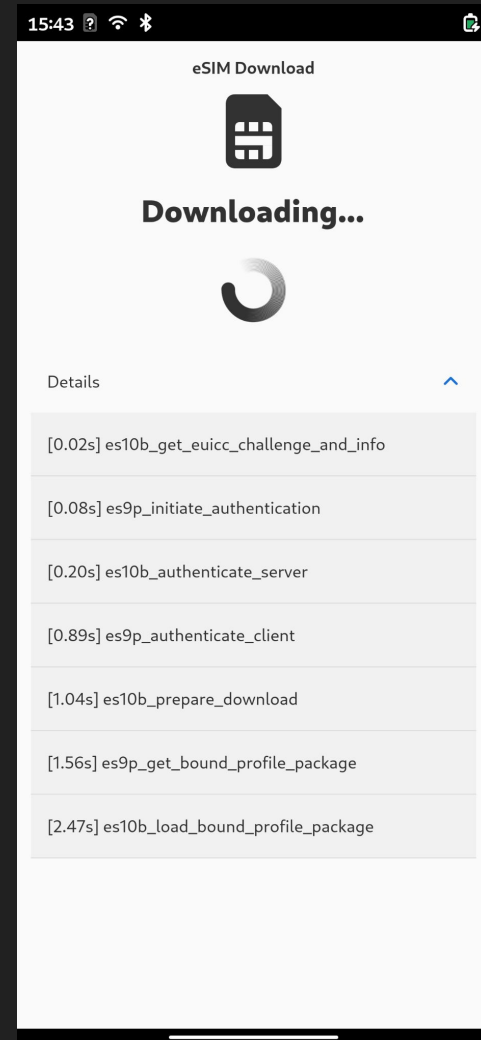 15:43
eSIM Download
Downloading...
Details
[0.02s] es10b_get_euicc_challenge_and_info
[0.08s] es9p_initiate_authentication
[0.20s] es10b_authenticate_server
[0.89s] es9p_authenticate_client
[1.04s] es10b_prepare_download
[1.56s] es9p_get_bound_profile_package
[2.47s] es10b_load_bound_profile_package